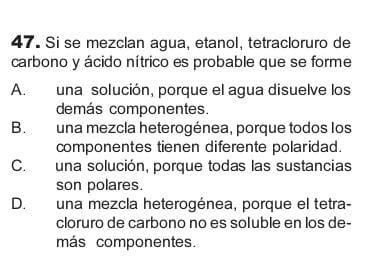 47. Si se mezclan agua, etanol, tetracloruro de
carbono y ácido nítrico es probable que se forme
A. una solución, porque el agua disuelve los
demás componentes.
B. una mezcla heterogénea, porque todos los
componentes tienen diferente polaridad.
C. una solución, porque todas las sustancias
son polares.
D. una mezcla heterogénea, porque el tetra-
cloruro de carbono no es soluble en los de-
más componentes.